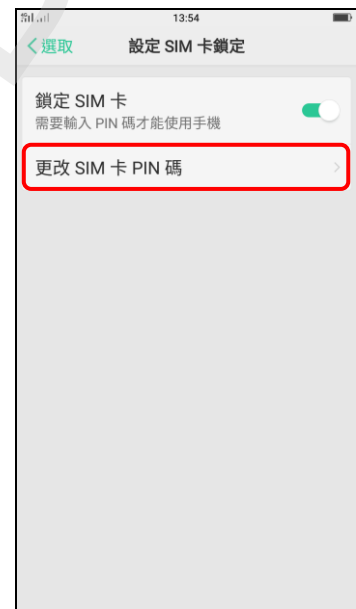 13:54
選取
設定 SIM 卡鎖定
鎖定 SIM 卡
需要輸入 PIN 碼才能使用手機
更改 SIM 卡 PIN 碼